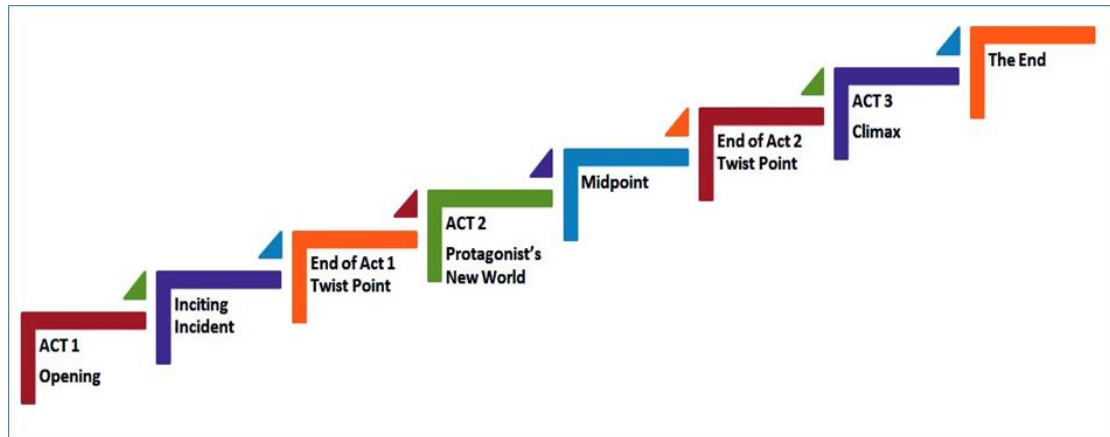 ACT 1
Opening
Inciting
Incident
End of Act 1
Twist Point
ACT 2
Protagonist’s
New World
Midpoint
End of Act 2
Twist Point
ACT 3
Climax
The End